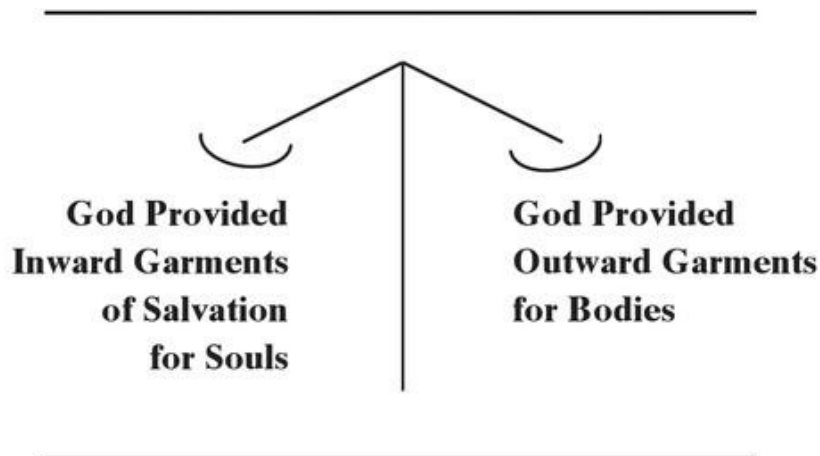 God Provided
Inward Garments
of Salvation
for Souls
God Provided
Outward Garments
for Bodies